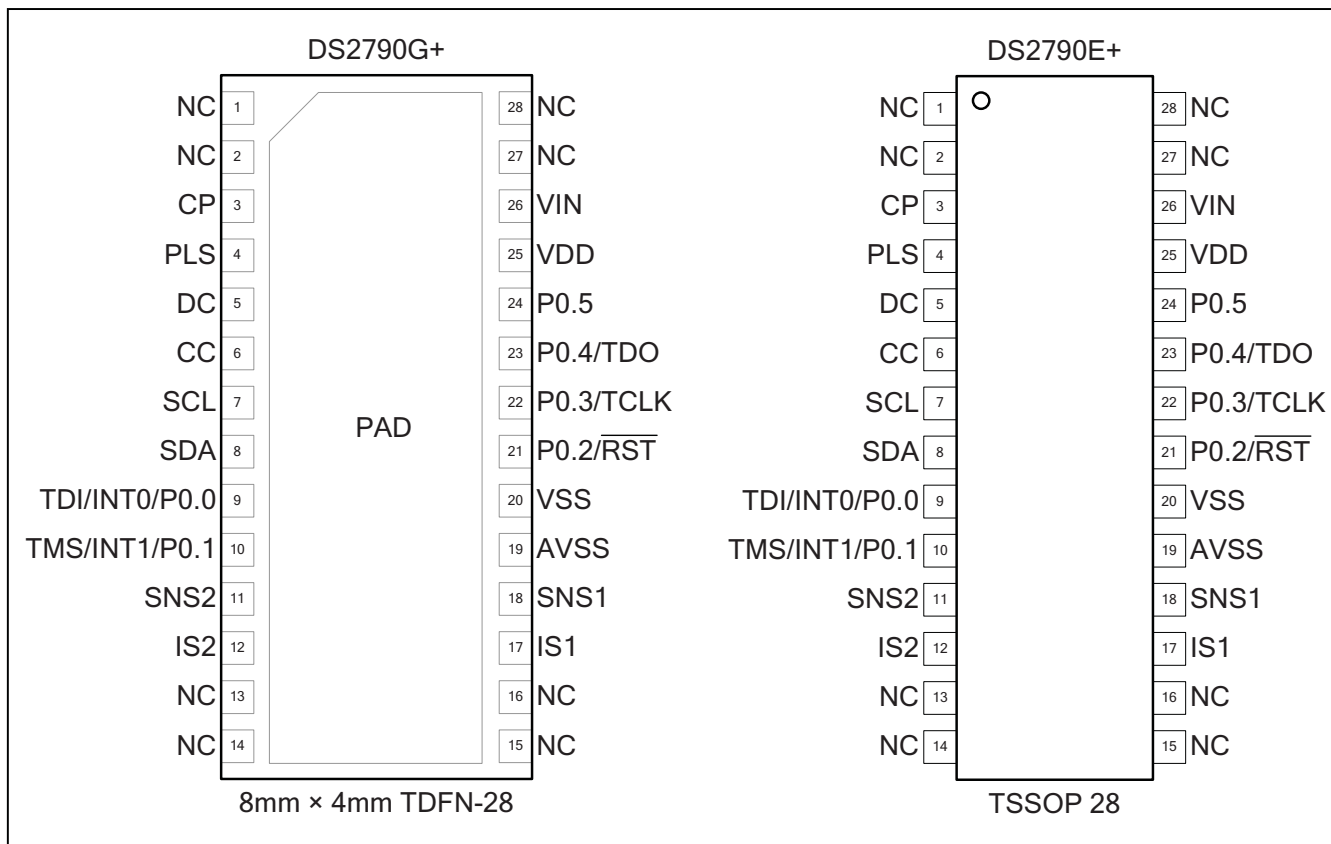 DS2790G+
NC 1
NC 2
CP 3
PLS 4
DC 5
CC 6
SCL 7
SDA 8
TDI/INT0/P0.0 9
TMS/INT1/P0.1 10
SNS2 11
IS2 12
NC 13
NC 14
PAD
28 NC
27 NC
26 VIN
25 VDD
24 P0.5
23 P0.4/TDO
22 P0.3/TCLK
21 P0.2/R̅S̅T̅
20 VSS
19 AVSS
18 SNS1
17 IS1
16 NC
15 NC
8mm × 4mm TDFN-28
DS2790E+
NC 1
NC 2
CP 3
PLS 4
DC 5
CC 6
SCL 7
SDA 8
TDI/INT0/P0.0 9
TMS/INT1/P0.1 10
SNS2 11
IS2 12
NC 13
NC 14
28 NC
27 NC
26 VIN
25 VDD
24 P0.5
23 P0.4/TDO
22 P0.3/TCLK
21 P0.2/R̅S̅T̅
20 VSS
19 AVSS
18 SNS1
17 IS1
16 NC
15 NC
TSSOP 28